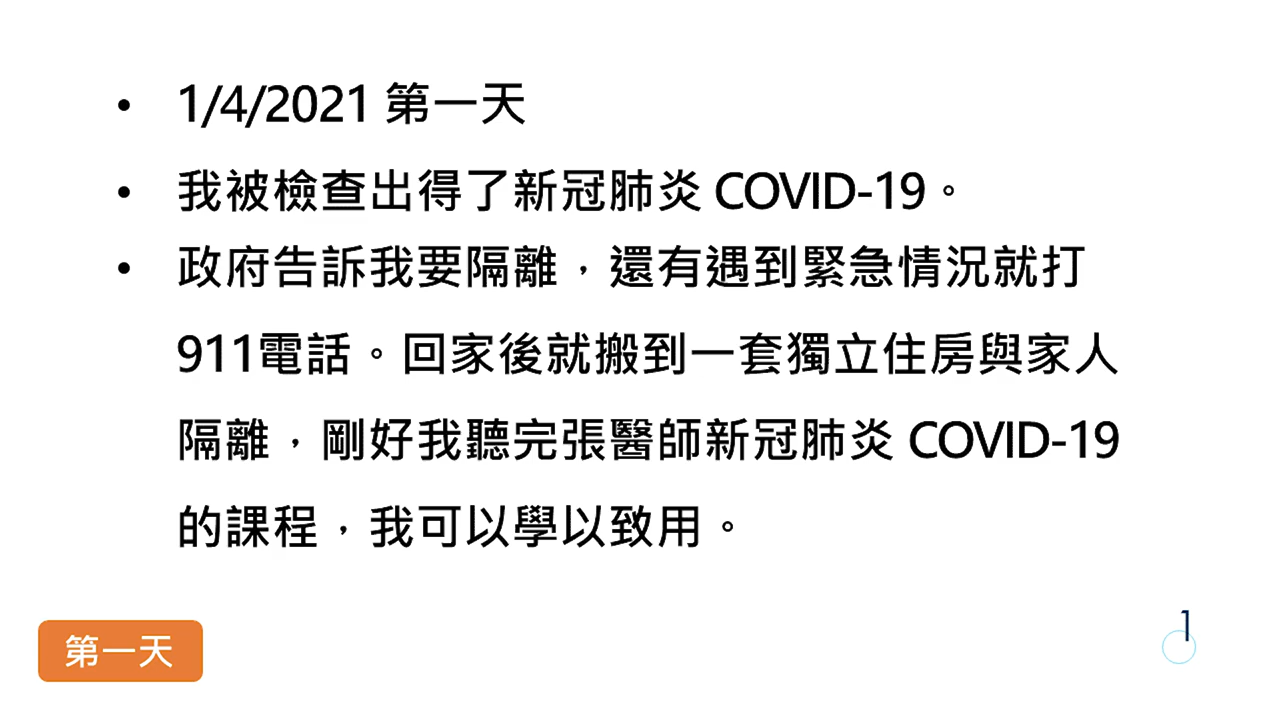 • 1/4/2021 第一天
• 我被檢查出得了新冠肺炎 COVID-19。
• 政府告訴我要隔離，還有遇到緊急情況就打
911電話。回家後就搬到一套獨立住房與家人
隔離，剛好我聽完張醫師新冠肺炎 COVID-19
的課程，我可以學以致用。
第一天
1